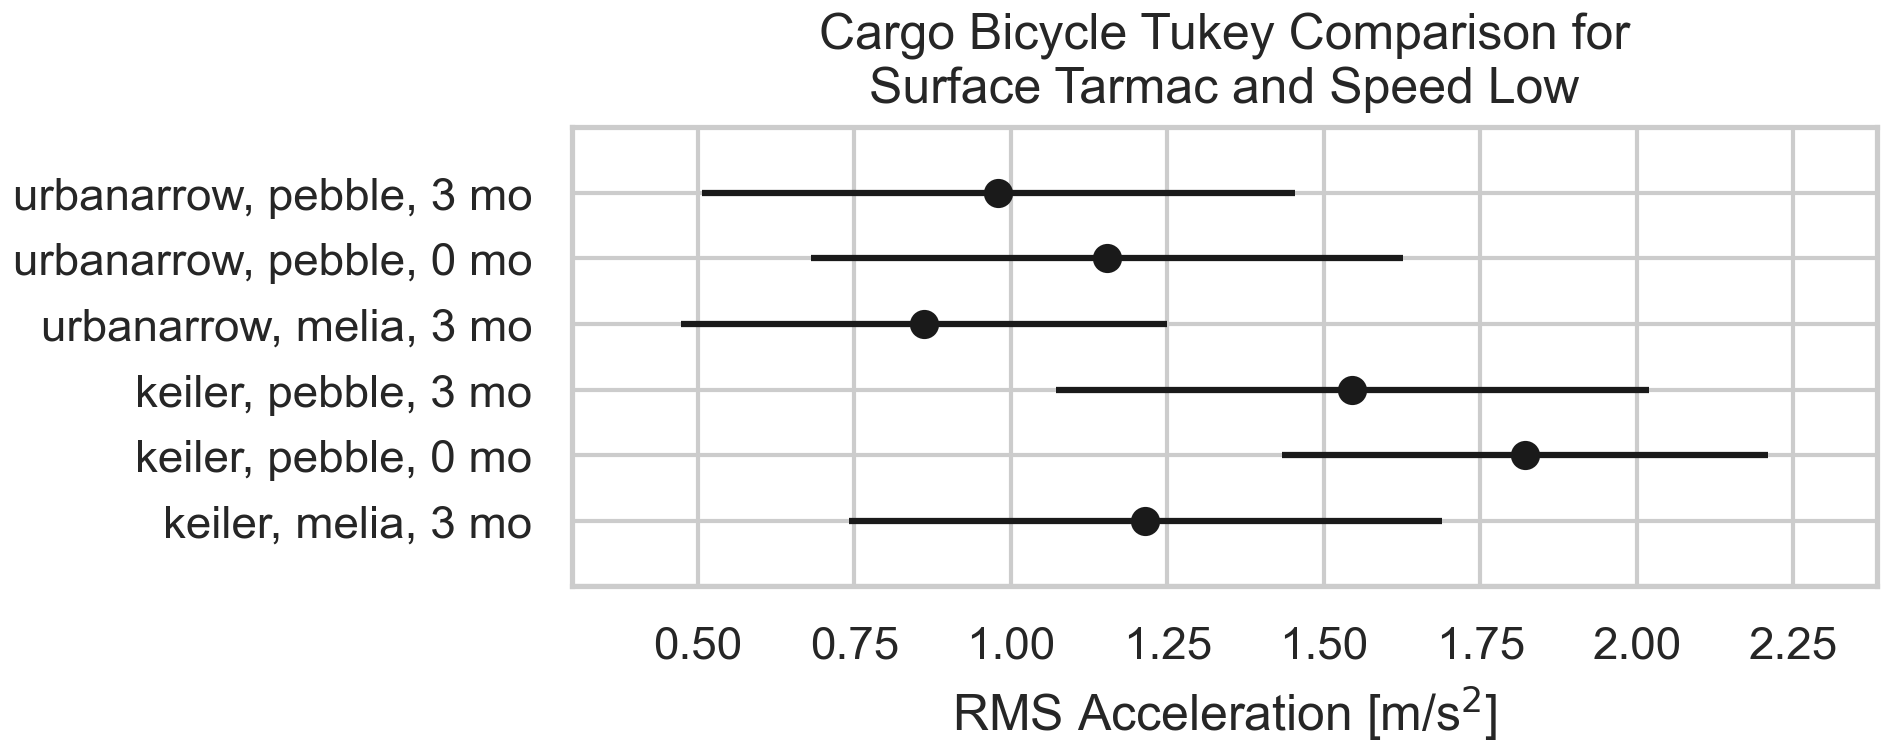 Cargo Bicycle Tukey Comparison for
Surface Tarmac and Speed Low
urbanarrow, pebble, 3 mo
urbanarrow, pebble, 0 mo
urbanarrow, melia, 3 mo
keiler, pebble, 3 mo
keiler, pebble, 0 mo
keiler, melia, 3 mo
0.50 0.75 1.00 1.25 1.50 1.75 2.00 2.25
RMS Acceleration [m/s²]